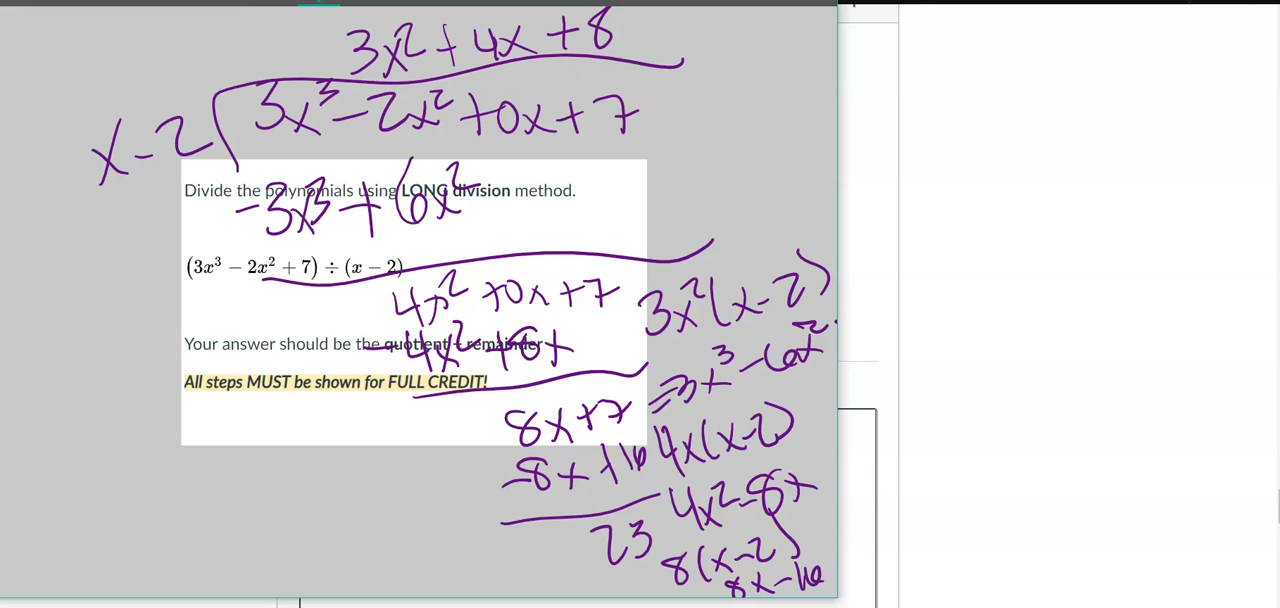 3x² + 4x + 8
x - 2 3x³ - 2x² + 0x + 7
Divide the polynomials using LONG division method.
-3x³ + 6x²
(3x³ − 2x² + 7) ÷ (x − 2)
4x² + 0x + 7
3x²(x - 2)
Your answer should be the quotient + remainder
-4x² + 8x
= 3x³ - 6x²
All steps MUST be shown for FULL CREDIT!
8x + 7
4x(x - 2)
-8x + 16
4x² - 8x
23
8(x - 2)
8x - 16